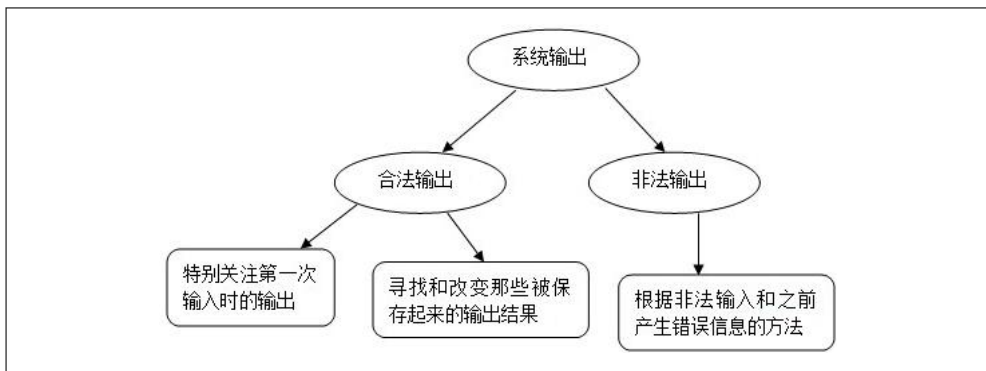 系统输出
合法输出
非法输出
特别关注第一次
输入时的输出
寻找和改变那些被保
存起来的输出结果
根据非法输入和之前
产生错误信息的方法